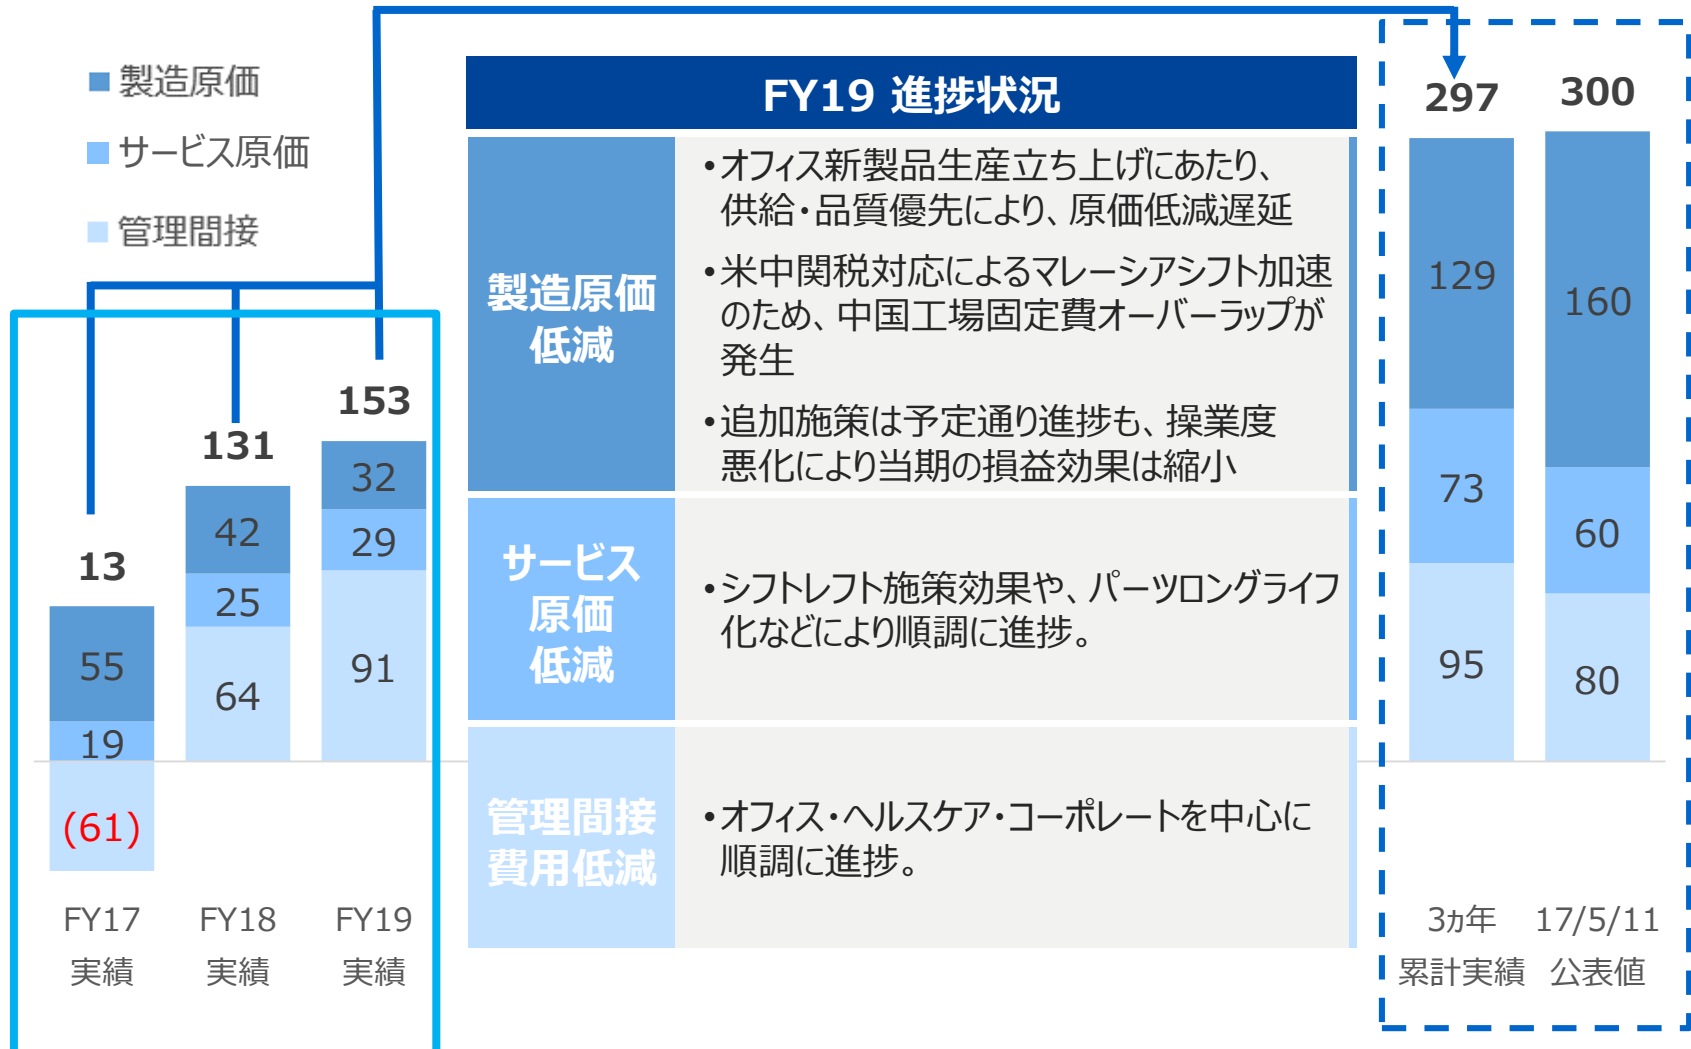 製造原価
サービス原価
管理間接
13
55
19
(61)
FY17
実績
131
42
25
64
FY18
実績
153
32
29
91
FY19
実績
FY19 進捗状況
製造原価
低減
•オフィス新製品生産立ち上げにあたり、
供給・品質優先により、原価低減遅延
•米中関税対応によるマレーシアシフト加速
のため、中国工場固定費オーバーラップが
発生
•追加施策は予定通り進捗も、操業度
悪化により当期の損益効果は縮小
サービス
原価
低減
•シフトレフト施策効果や、パーツロングライフ
化などにより順調に進捗。
管理間接
費用低減
•オフィス・ヘルスケア・コーポレートを中心に
順調に進捗。
297
129
73
95
3ヵ年
累計実績
300
160
60
80
17/5/11
公表値